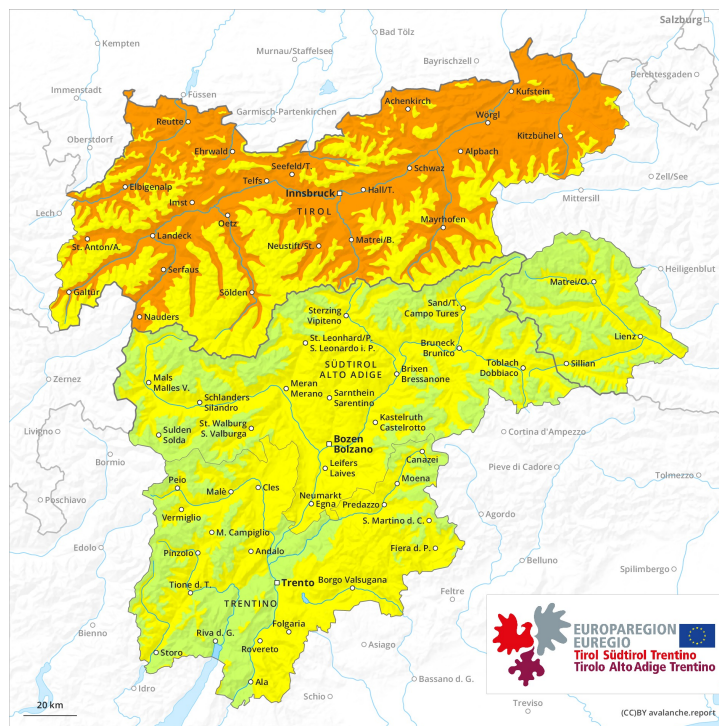 Salzburg
Bad Tölz
Kempten
Murnau/Staffelsee
Bayrischzell
Berchtesgaden
Immenstadt
Füssen
Kufstein
Achenkirch
Garmisch-Partenkirchen
Reutte
Wörgl
Oberstdorf
Kitzbühel
Ehrwald
Alpbach
Seefeld/T.
Schwaz
Zell/See
Telfs
Elbigenalp
Innsbruck
Hall/T.
Mittersill
Imst
TIROL
Lech
Oetz
Mayrhofen
St. Anton/A.
Landeck
Neustift/St.
Matrei/B.
Serfaus
Heiligenblut
Matrei/O.
Galtür
Sölden
Sand/T.
Campo Tures
Nauders
Sterzing
Vipiteno
Lienz
St. Leonhard/P.
S. Leonardo i. P.
Bruneck
Brunico
Toblach
Dobbiaco
Sillian
SÜDTIROL
ALTO ADIGE
Brixen
Bressanone
Zernez
Mals
Malles V.
Meran
Merano
Schlanders
Silandro
Sarnthein
Sarentino
Kastelruth
Castelrotto
Livigno
Sulden
Solda
St. Walburg
S. Valburga
Cortina d'Ampezzo
Bozen
Bolzano
Bormio
Canazei
Pieve di Cadore
Leifers
Laives
Tolmezzo
Peio
Malè
Cles
Moena
Poschiavo
Neumarkt
Egna
Predazzo
Vermiglio
Agordo
S. Martino d. C.
M. Campiglio
Edolo
Pinzolo
Andalo
Fiera d. P.
Belluno
Spilimbergo
Trento
Borgo Valsugana
Tione d. T.
Feltre
TRENTINO
Folgaria
Bienno
Riva d. G.
Rovereto
Asiago
Storo
Ala
Bassano d. G.
Idro
Schio
Treviso
EUROPAREGION
EUREGIO
Tirol Südtirol Trentino
Tirolo Alto Adige Trentino
20 km
(CC)BY avalanche.report